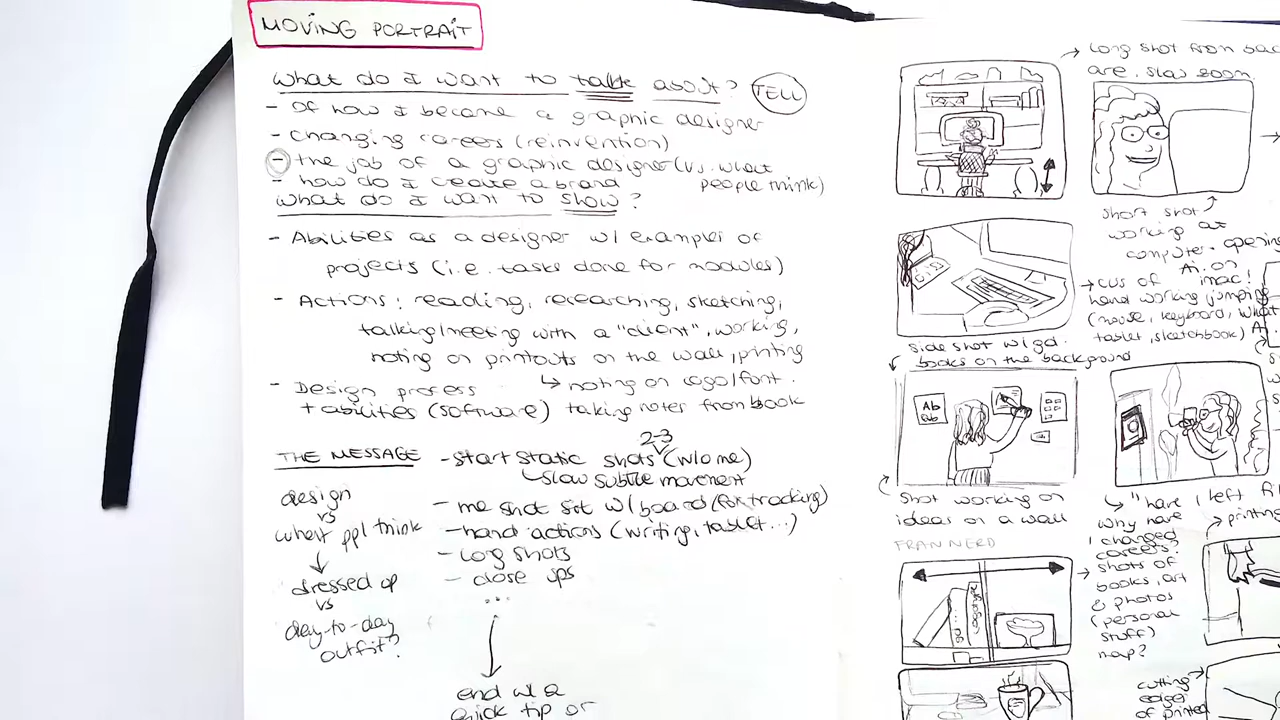 MOVING PORTRAIT
What do I want to talk about? TELL
- Of how I became a graphic designer
- Changing careers (reinvention)
- The job of a graphic designer (vs. what people think)
- how do I create a brand
What do I want to show?
- Abilities as a designer w/ examples of
projects (i.e. tasks done for modules)
- Actions: reading, researching, sketching,
talking/meeting with a "client", working,
noting on printouts on the wall, printing
↳ noting on logo/font.
- Design process
+ abilities (software) taking notes from book
THE MESSAGE
design
vs
what ppl think
dressed up
vs
day-to-day
outfit?
2-3
- start static shots (w/o me)
slow subtle movement
- me shot sit w/ board (for tracking)
- hand actions (writing, tablet...)
- long shots
- close ups
...
end w/ a
quick tip or
→ long shot from
are. slow zoom
short shot
working at
computer. opening
Ai. on
imac!
→ CUs of
hand working jumping
(mouse, keyboard, what
tablet, sketchbook)
side shot w/ gd.
books on the background
shot working on
ideas on a wall
FRAN NERD
Ab
↳ "have I left
why have
I changed
careers?
shots of
books, art
& photos
(personal
stuff)
map?
printing
cutting
edges
of printed